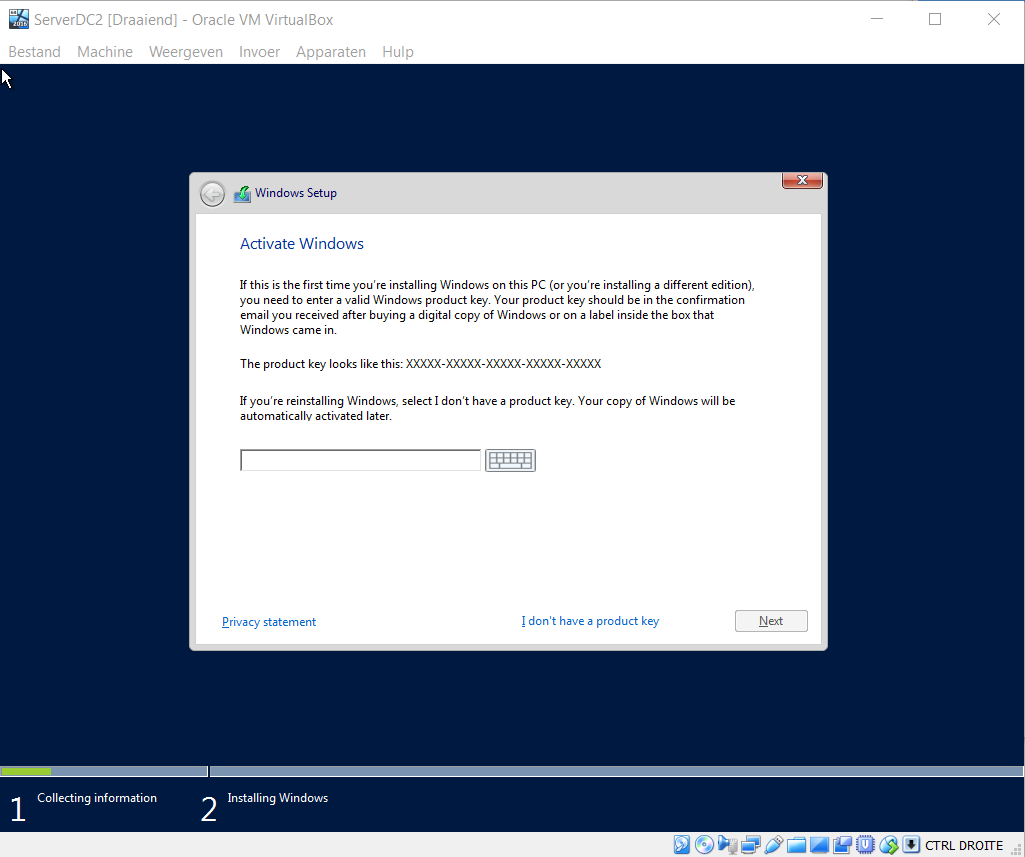 ServerDC2 [Draaiend] - Oracle VM VirtualBox
Bestand Machine Weergeven Invoer Apparaten Hulp
Windows Setup
Activate Windows
If this is the first time you're installing Windows on this PC (or you're installing a different edition),
you need to enter a valid Windows product key. Your product key should be in the confirmation
email you received after buying a digital copy of Windows or on a label inside the box that
Windows came in.
The product key looks like this: XXXXX-XXXXX-XXXXX-XXXXX-XXXXX
If you're reinstalling Windows, select I don't have a product key. Your copy of Windows will be
automatically activated later.
Privacy statement
I don't have a product key
Next
1 Collecting information
2 Installing Windows
CTRL DROITE